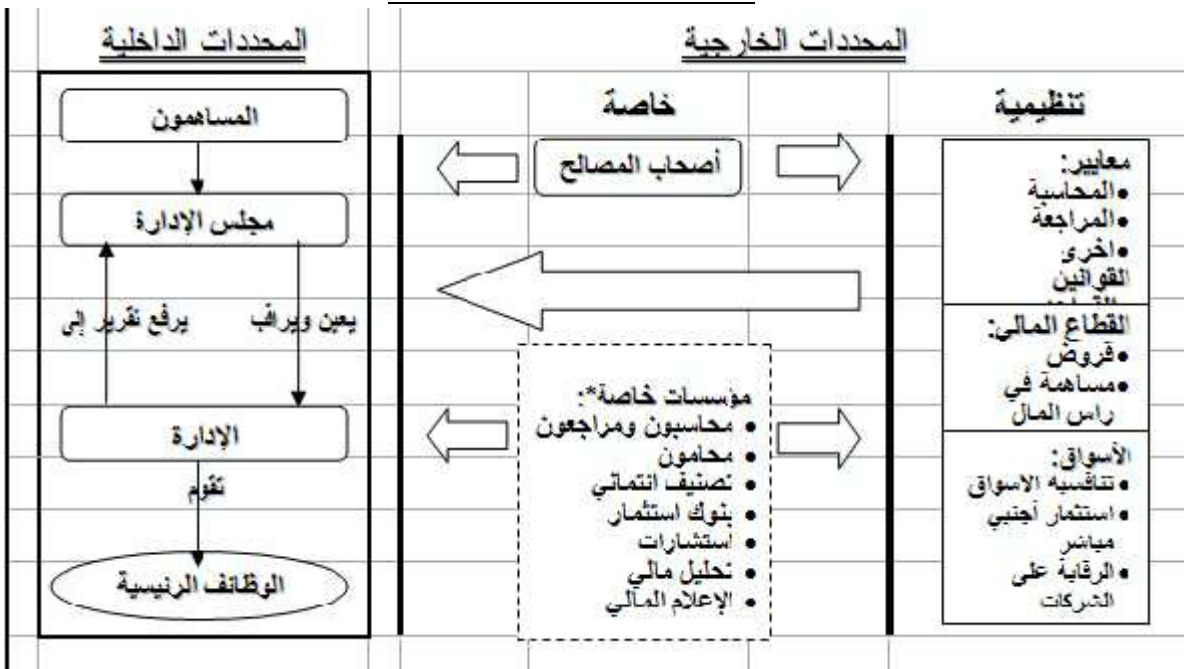 المحددات الخارجية
المحددات الداخلية
تنظيمية
خاصة
معايير:
•المحاسبة
•المراجعة
•اخرى
القوانين
القطاع المالي:
•قروض
•مساهمة في
راس المال
الأسواق:
•تنافسية الاسواق
•استثمار أجنبي
مباشر
•الرقابة على
الشركات
أصحاب المصالح
مؤسسات خاصة*:
• محاسبون ومراجعون
• محامون
• تصنيف ائتماني
• بنوك استثمار
• استشارات
• تحليل مالي
• الإعلام المالي
المساهمون
مجلس الإدارة
يعين ويراقب
يرفع تقرير إلى
الإدارة
تقوم
الوظائف الرئيسية